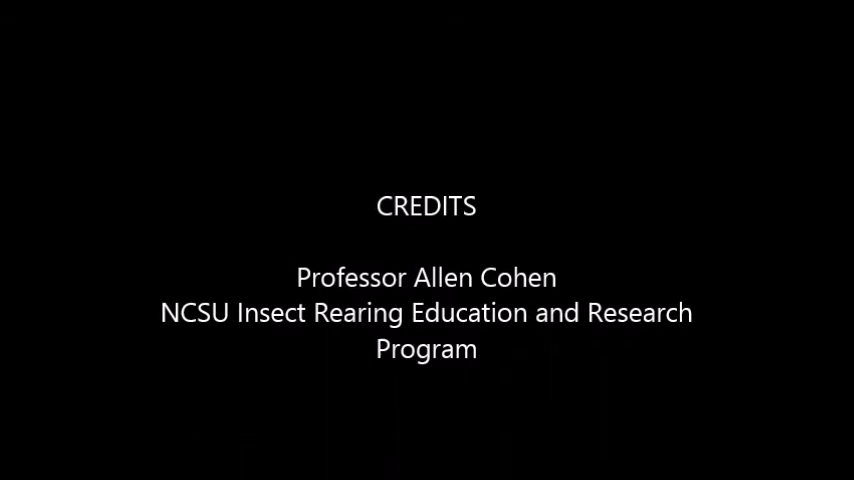 CREDITS
Professor Allen Cohen
NCSU Insect Rearing Education and Research
Program